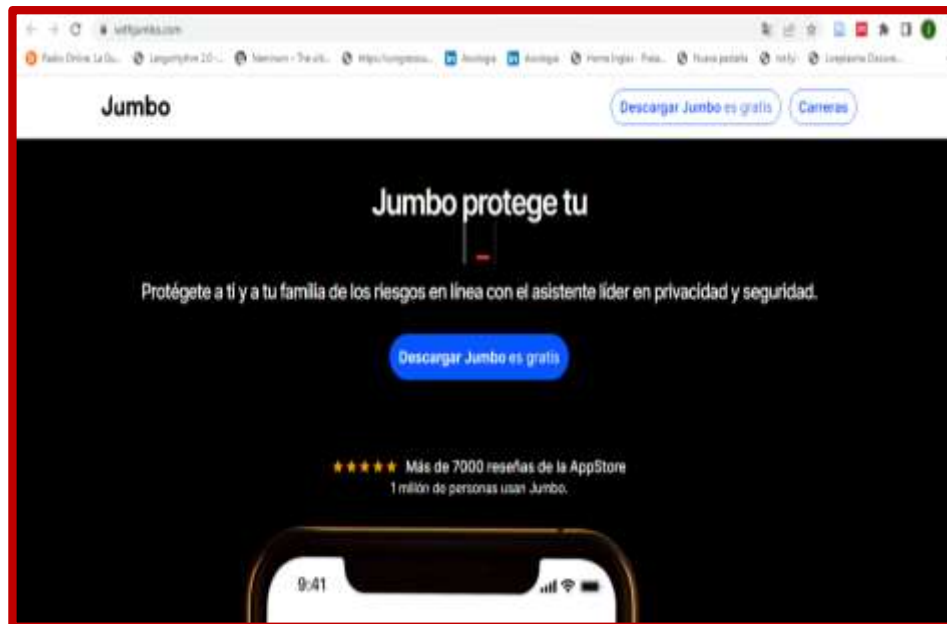 withjumbo.com
Jumbo
Descargar Jumbo es gratis
Carreras
Jumbo protege tu
Protégete a ti y a tu familia de los riesgos en línea con el asistente líder en privacidad y seguridad.
Descargar Jumbo es gratis
Más de 7000 reseñas de la AppStore
1 millón de personas usan Jumbo.
9:41